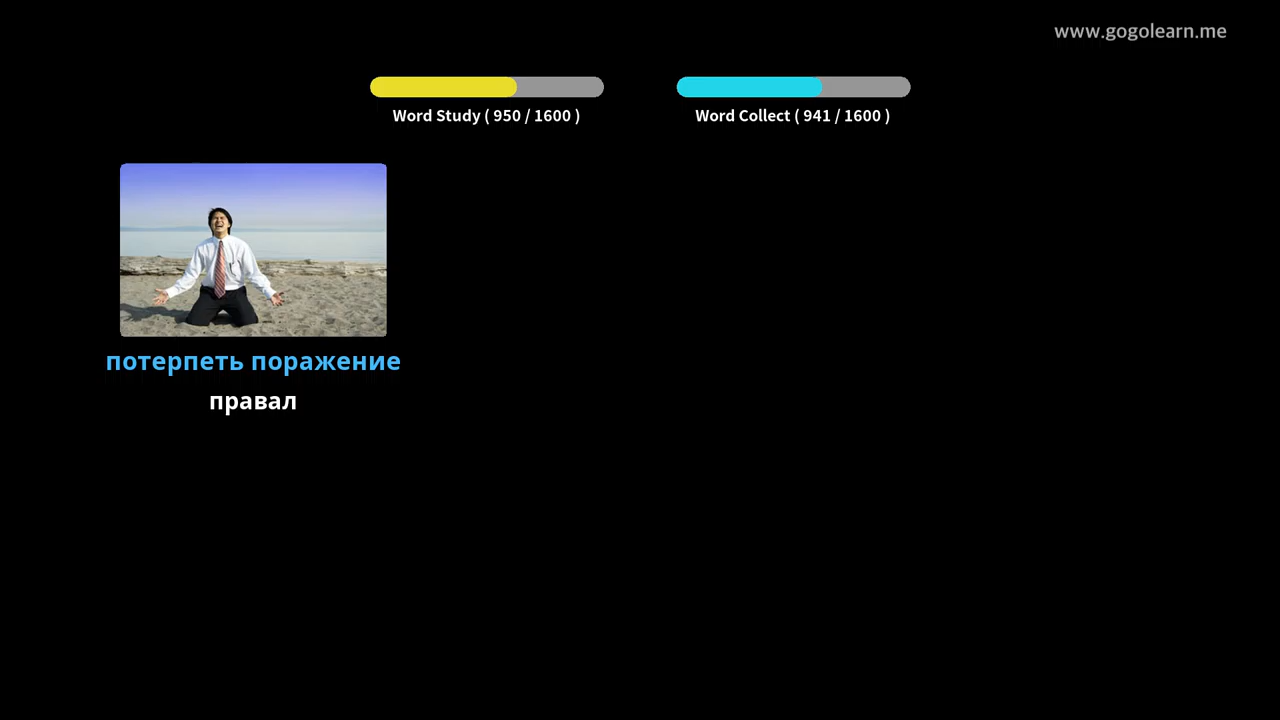 www.gogolearn.me
Word Study ( 950 / 1600 )
Word Collect ( 941 / 1600 )
потерпеть поражение
правал